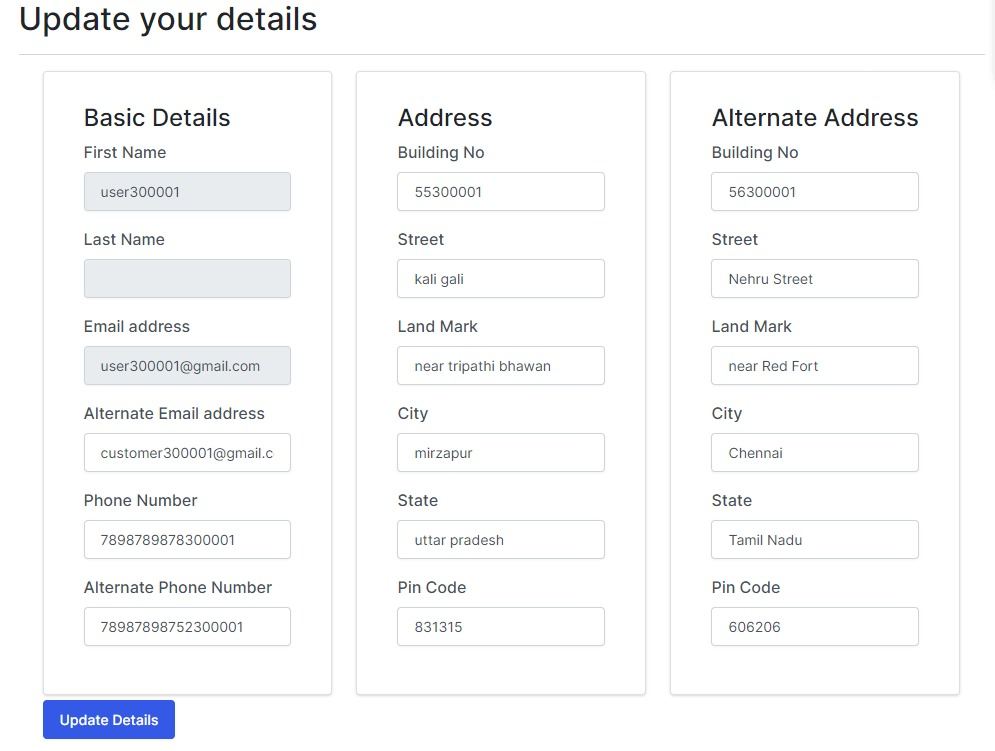 Update your details
Basic Details
First Name
user300001
Last Name
Email address
user300001@gmail.com
Alternate Email address
customer300001@gmail.c
Phone Number
7898789878300001
Alternate Phone Number
78987898752300001
Address
Building No
55300001
Street
kali gali
Land Mark
near tripathi bhawan
City
mirzapur
State
uttar pradesh
Pin Code
831315
Alternate Address
Building No
56300001
Street
Nehru Street
Land Mark
near Red Fort
City
Chennai
State
Tamil Nadu
Pin Code
606206
Update Details